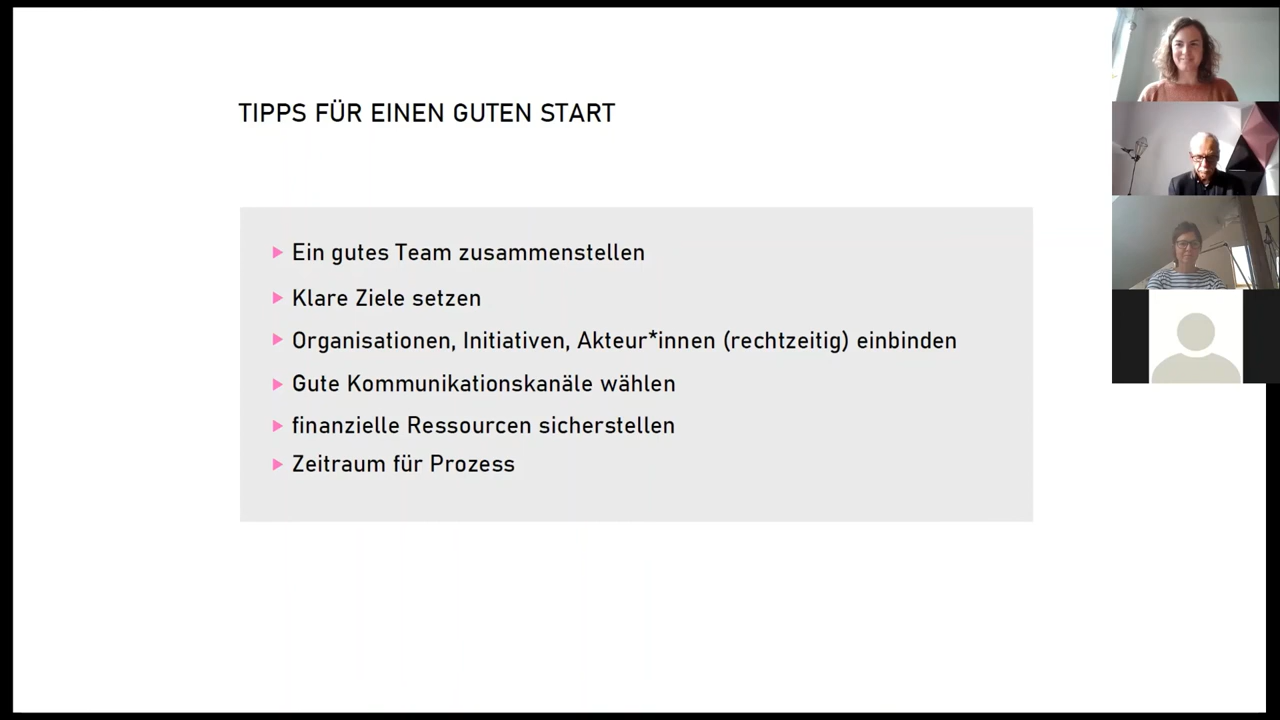 TIPPS FÜR EINEN GUTEN START
Ein gutes Team zusammenstellen
Klare Ziele setzen
Organisationen, Initiativen, Akteur*innen (rechtzeitig) einbinden
Gute Kommunikationskanäle wählen
finanzielle Ressourcen sicherstellen
Zeitraum für Prozess